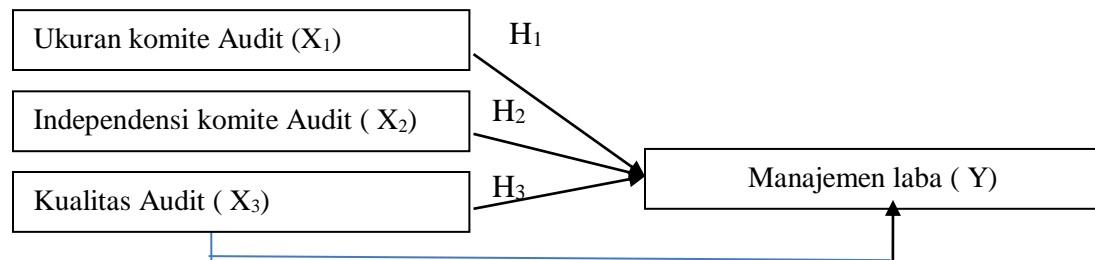 Ukuran komite Audit (X₁)
H₁
Independensi komite Audit ( X₂)
H₂
Kualitas Audit ( X₃)
H₃
Manajemen laba ( Y)